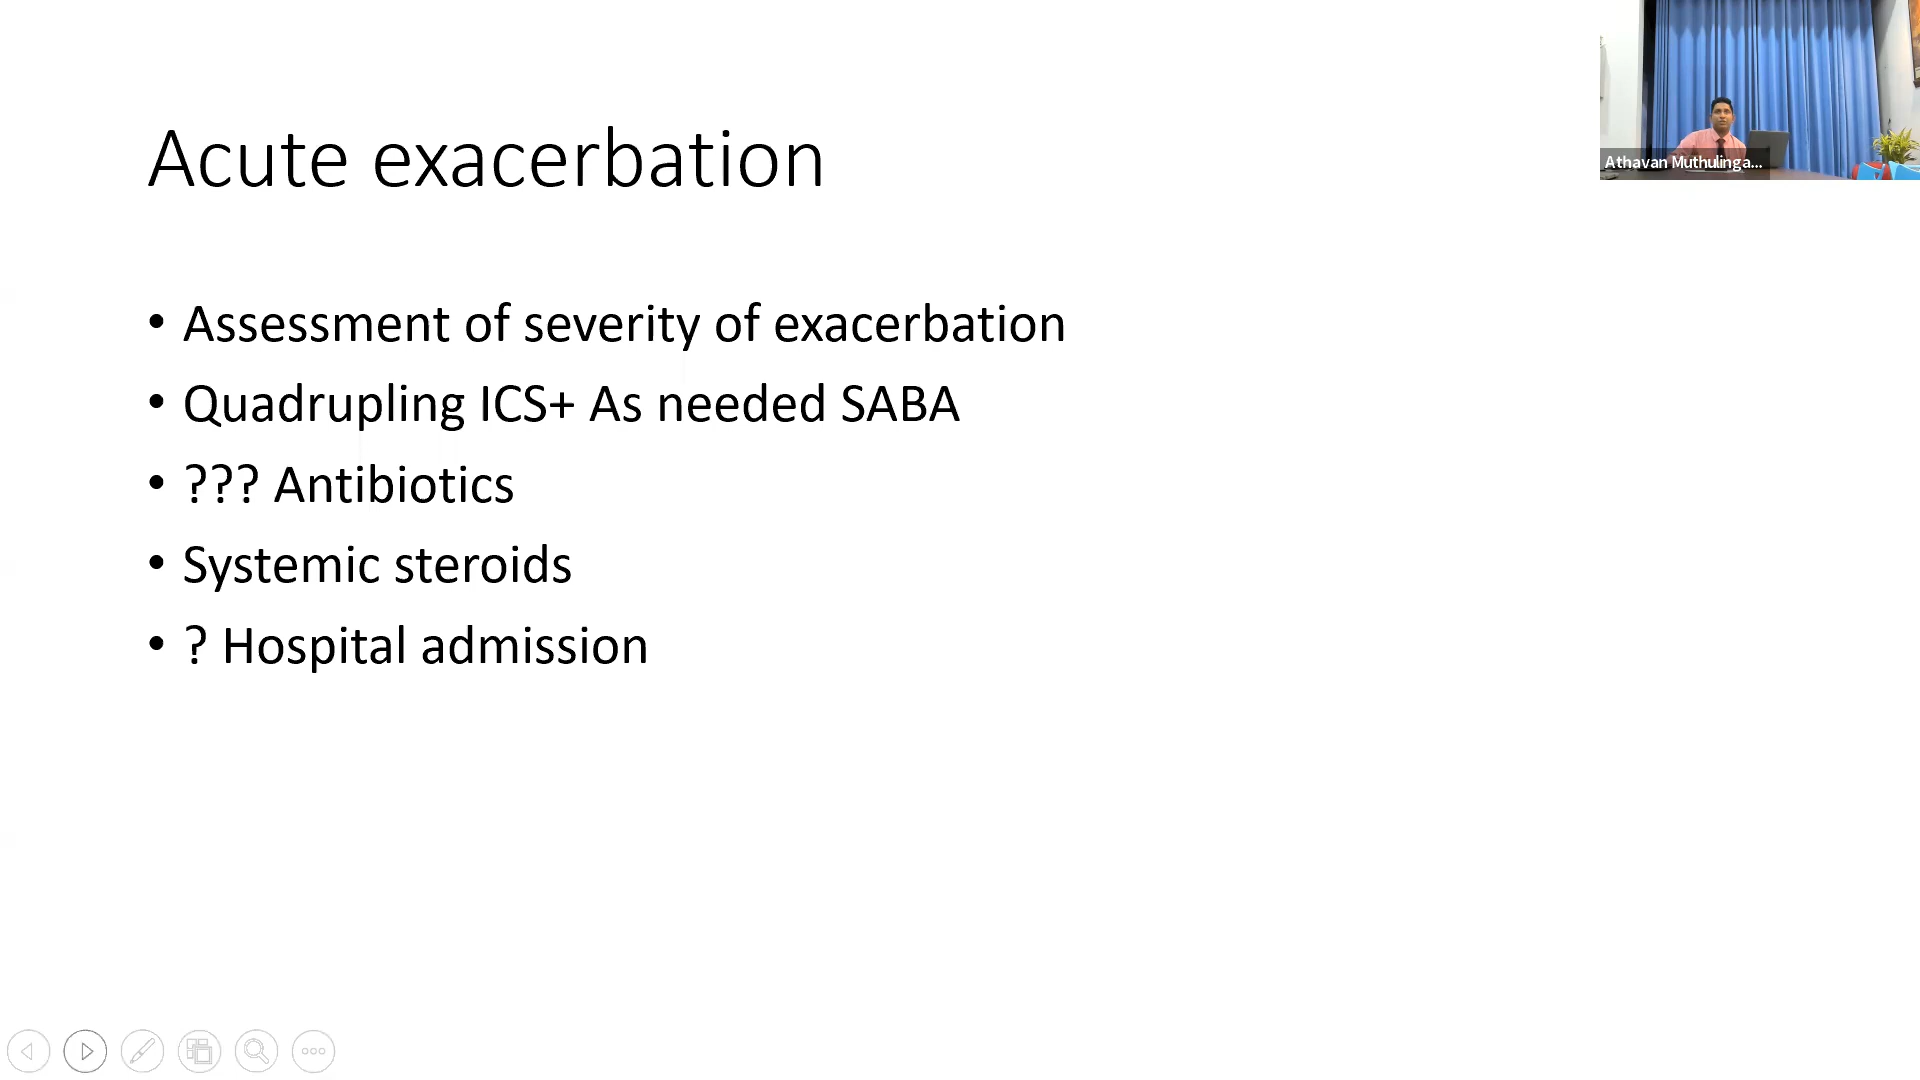 Acute exacerbation
• Assessment of severity of exacerbation
• Quadrupling ICS+ As needed SABA
• ??? Antibiotics
• Systemic steroids
• ? Hospital admission
Athavan Muthulinga...